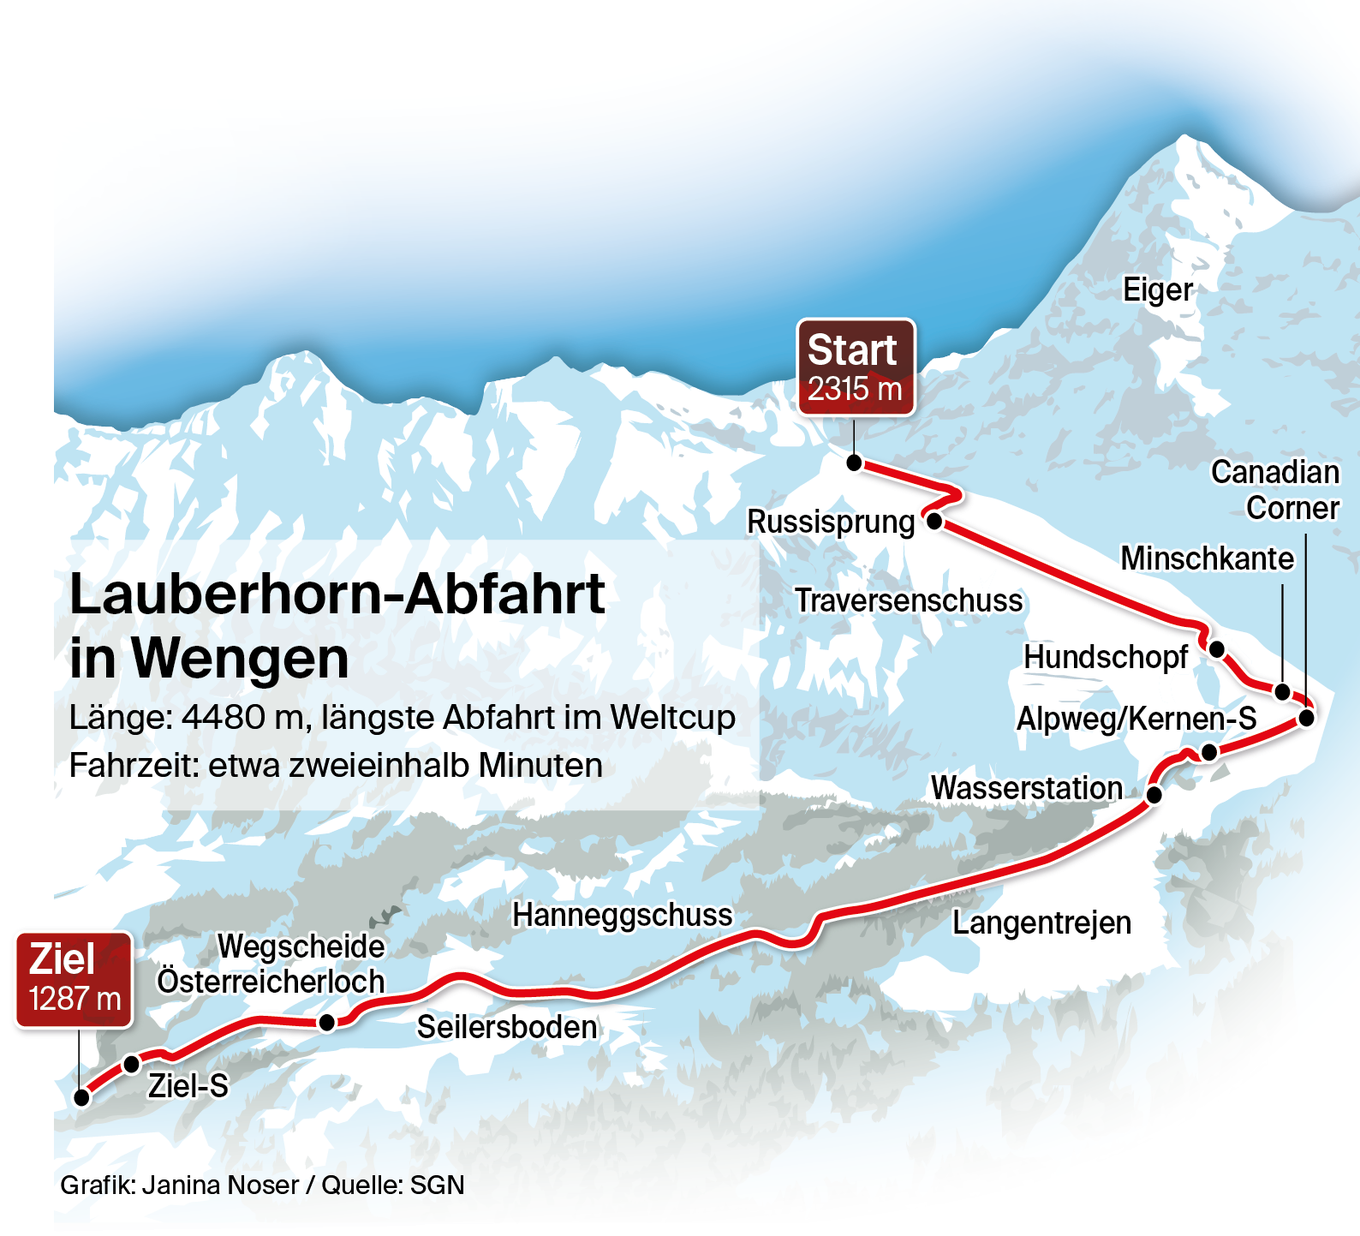 Eiger
Start
2315 m
Canadian
Corner
Russisprung
Minschkante
Traversenschuss
Hundschopf
Lauberhorn-Abfahrt
in Wengen
Länge: 4480 m, längste Abfahrt im Weltcup
Fahrzeit: etwa zweieinhalb Minuten
Alpweg/Kernen-S
Wasserstation
Hanneggschuss
Langentrejen
Wegscheide
Österreicherloch
Ziel
1287 m
Seilersboden
Ziel-S
Grafik: Janina Noser / Quelle: SGN